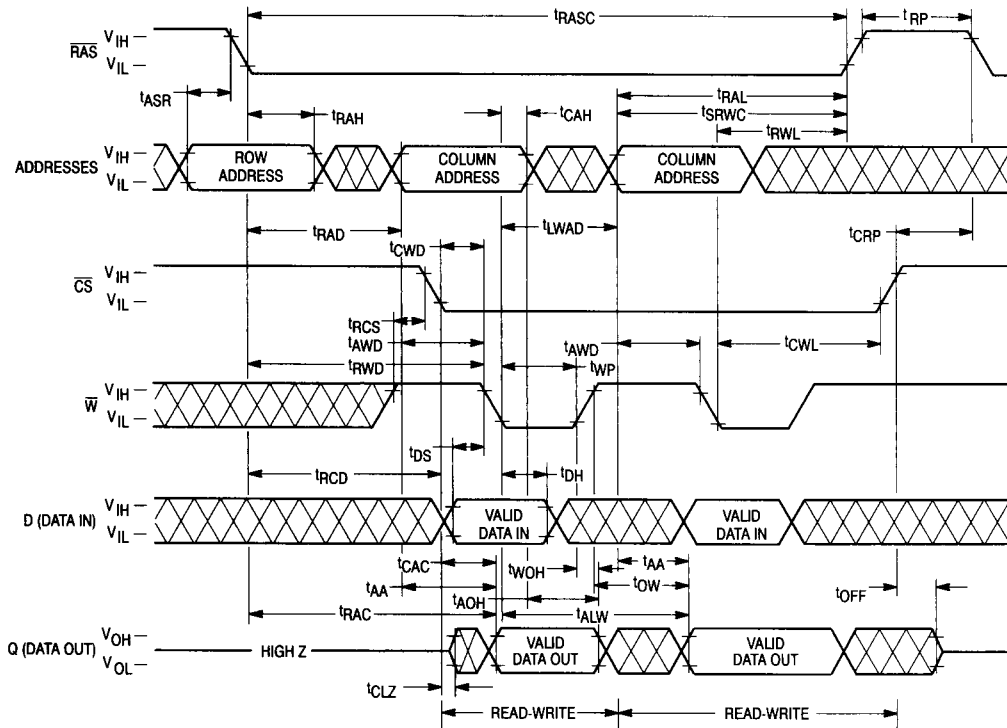 tRASC
tRP
RAS
VIH
VIL
tASR
tRAH
tCAH
tRAL
tSRWC
tRWL
ADDRESSES
VIH
VIL
ROW
ADDRESS
COLUMN
ADDRESS
COLUMN
ADDRESS
tRAD
tLWAD
tCRP
tCWD
CS
VIH
VIL
tRCS
tAWD
tRWD
tAWD
tWP
tCWL
W
VIH
VIL
tDS
tRCD
tDH
D (DATA IN)
VIH
VIL
VALID
DATA IN
VALID
DATA IN
tCAC
tAA
tWOH
tAA
tOW
tAOH
tRAC
tALW
tOFF
Q (DATA OUT)
VOH
VOL
HIGH Z
VALID
DATA OUT
VALID
DATA OUT
tCLZ
READ-WRITE
READ-WRITE